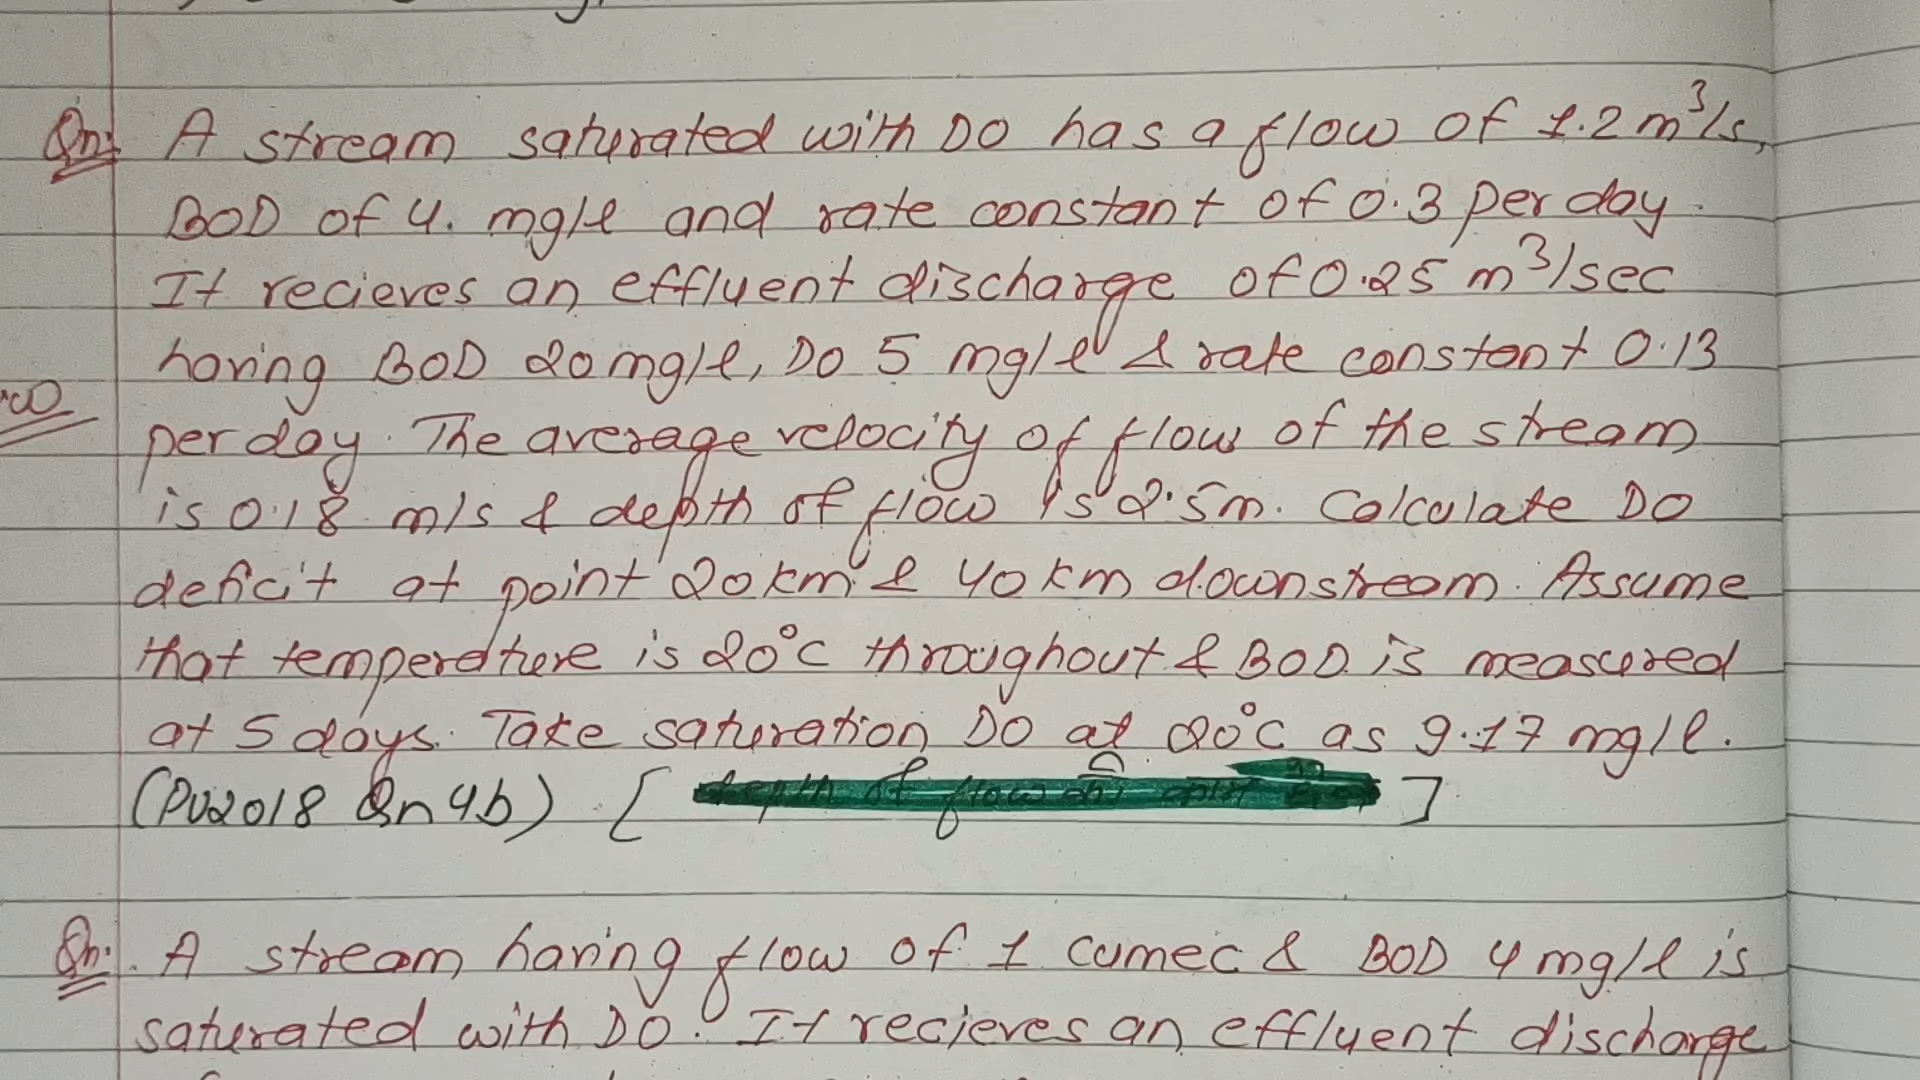 Qn: A stream saturated with DO has a flow of 1.2 m³/s,
BOD of 4. mg/l and rate constant of 0.3 per day.
It recieves an effluent discharge of 0.25 m³/sec
having BOD 20 mg/l, DO 5 mg/l & rate constant 0.13
per day. The average velocity of flow of the stream
is 0.18 m/s & depth of flow is 2.5m. Calculate DO
deficit at point 20 km & 40 km downstream. Assume
that temperature is 20°C throughout & BOD is measured
at 5 days. Take saturation DO at 20°C as 9.17 mg/l.
(PU2018 Qn 4b) [ depth of flow ]
Qn: A stream having flow of 1 cumec & BOD 4 mg/l is
saturated with DO. It recieves an effluent discharge